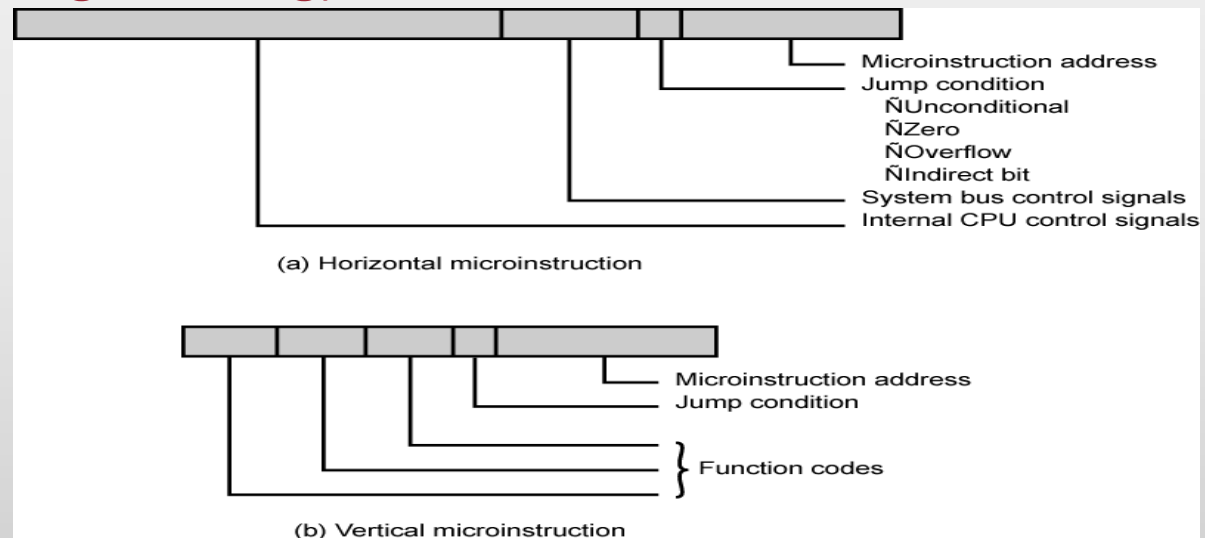 Microinstruction address
Jump condition
ÑUnconditional
ÑZero
ÑOverflow
ÑIndirect bit
System bus control signals
Internal CPU control signals
(a) Horizontal microinstruction
Microinstruction address
Jump condition
Function codes
(b) Vertical microinstruction